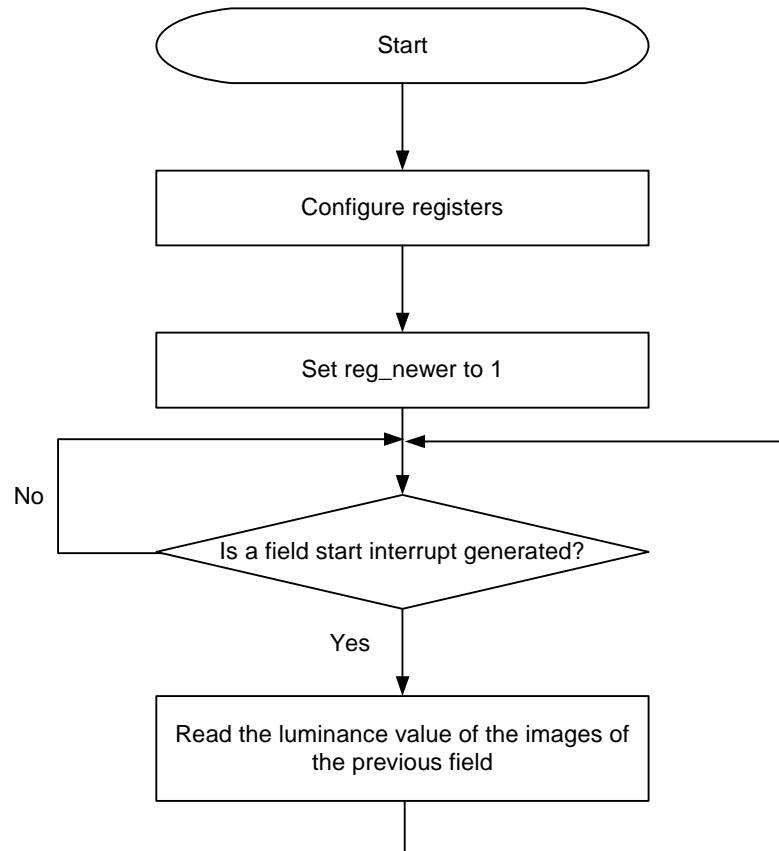 Start
Configure registers
Set reg_newer to 1
No
Is a field start interrupt generated?
Yes
Read the luminance value of the images of
the previous field